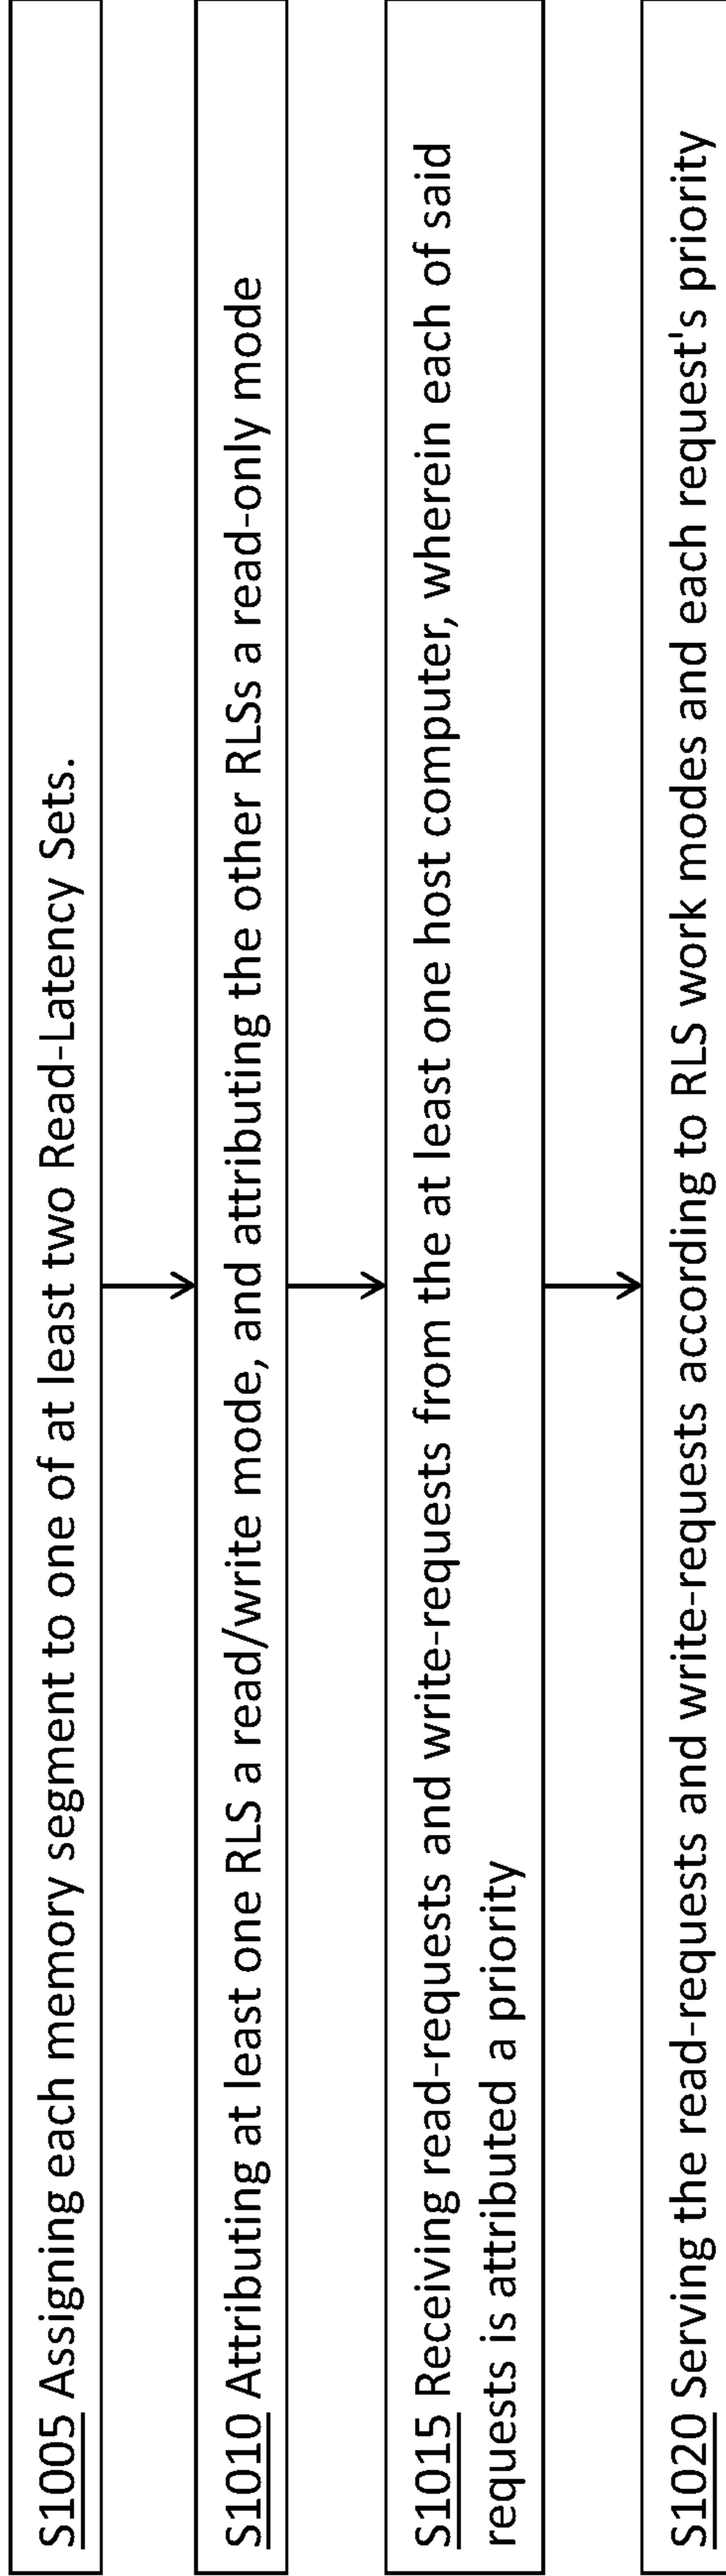 S1005 Assigning each memory segment to one of at least two Read-Latency Sets.
S1010 Attributing at least one RLS a read/write mode, and attributing the other RLSs a read-only mode
S1015 Receiving read-requests and write-requests from the at least one host computer, wherein each of said
requests is attributed a priority
S1020 Serving the read-requests and write-requests according to RLS work modes and each request's priority